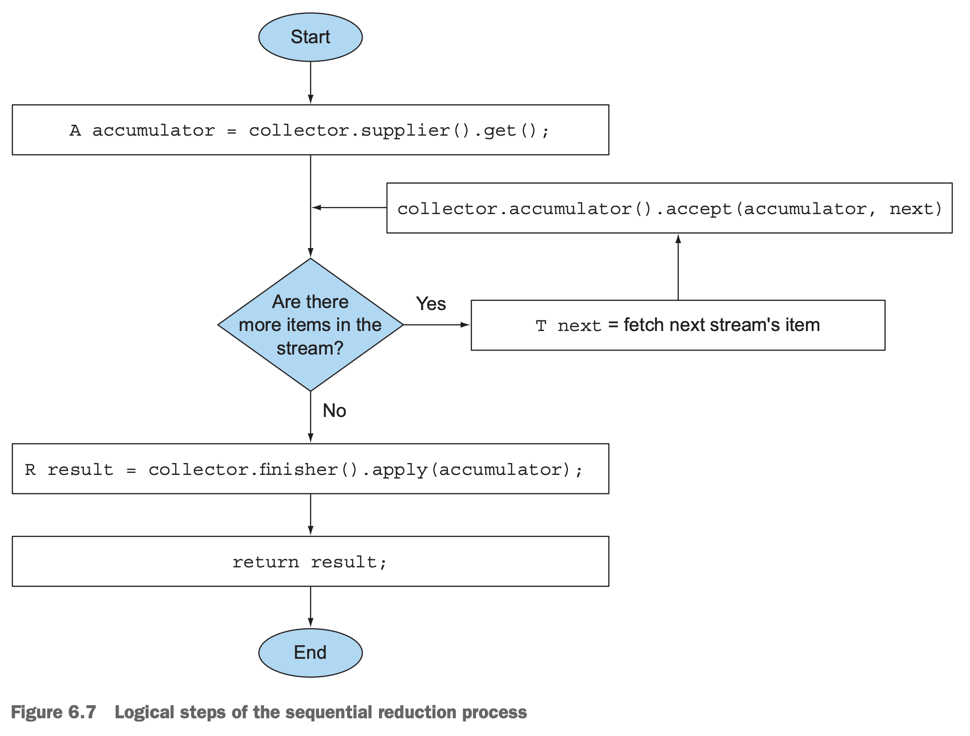 Start
A accumulator = collector.supplier().get();
collector.accumulator().accept(accumulator, next)
Are there
more items in the
stream?
Yes
T next = fetch next stream's item
No
R result = collector.finisher().apply(accumulator);
return result;
End
Figure 6.7 Logical steps of the sequential reduction process